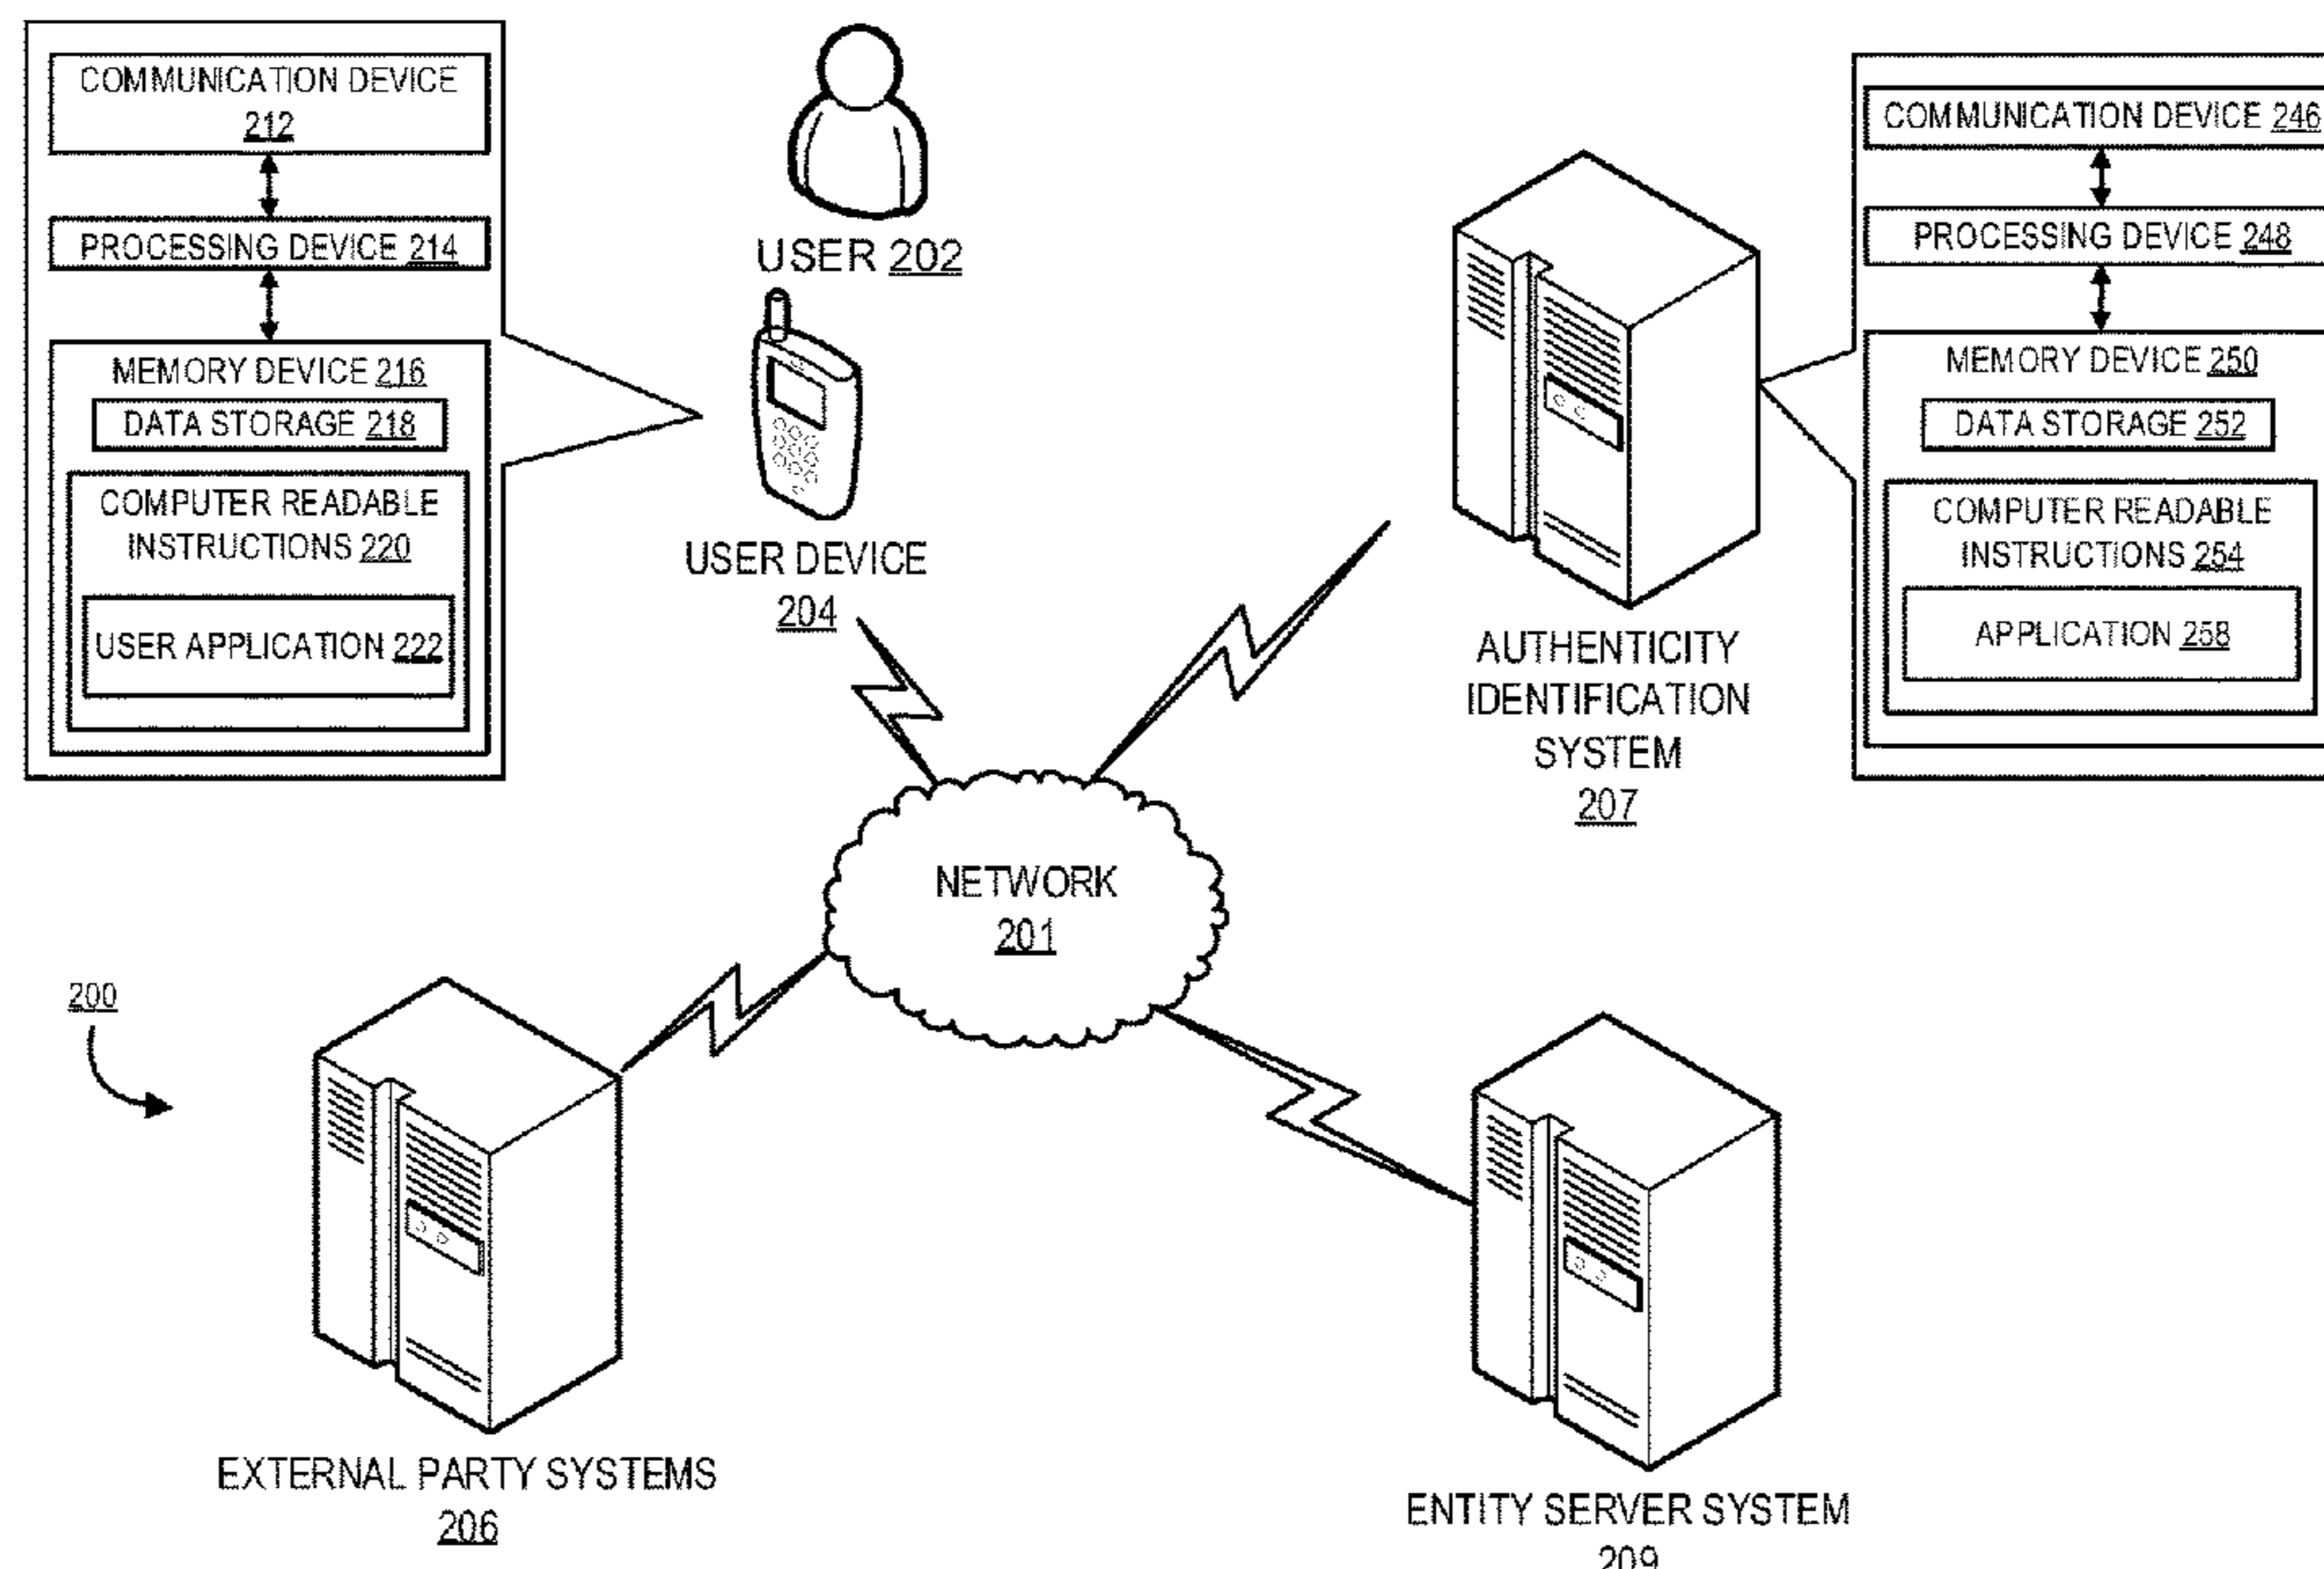 COMMUNICATION DEVICE
212
PROCESSING DEVICE 214
MEMORY DEVICE 216
DATA STORAGE 218
COMPUTER READABLE
INSTRUCTIONS 220
USER APPLICATION 222
USER 202
USER DEVICE
204
AUTHENTICITY
IDENTIFICATION
SYSTEM
207
COMMUNICATION DEVICE 246
PROCESSING DEVICE 248
MEMORY DEVICE 250
DATA STORAGE 252
COMPUTER READABLE
INSTRUCTIONS 254
APPLICATION 258
NETWORK
201
200
EXTERNAL PARTY SYSTEMS
206
ENTITY SERVER SYSTEM
209